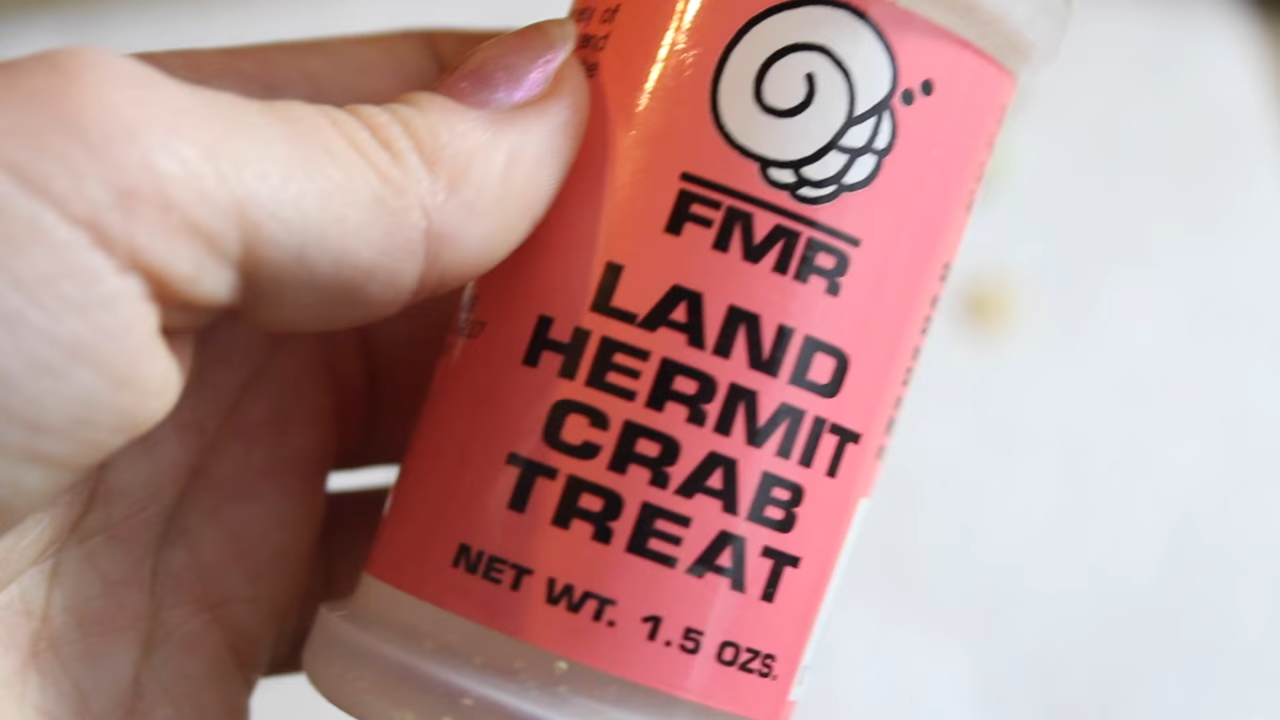 FMR
LAND
HERMIT
CRAB
TREAT
NET WT. 1.5 OZS.